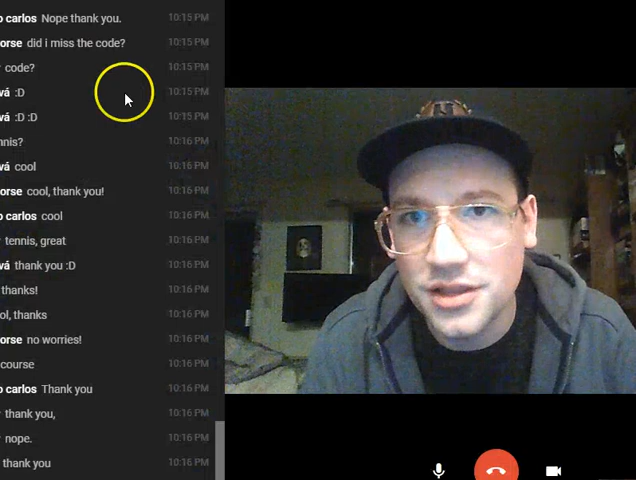 o carlos Nope thank you. 10:15 PM
orse did i miss the code? 10:15 PM
code? 10:15 PM
vá :D 10:15 PM
vá :D :D 10:15 PM
nnis? 10:16 PM
vá cool 10:16 PM
orse cool, thank you! 10:16 PM
o carlos cool 10:16 PM
tennis, great 10:16 PM
vá thank you :D 10:16 PM
thanks! 10:16 PM
ol, thanks 10:16 PM
orse no worries! 10:16 PM
course 10:16 PM
o carlos Thank you 10:16 PM
thank you, 10:16 PM
nope. 10:16 PM
thank you 10:16 PM